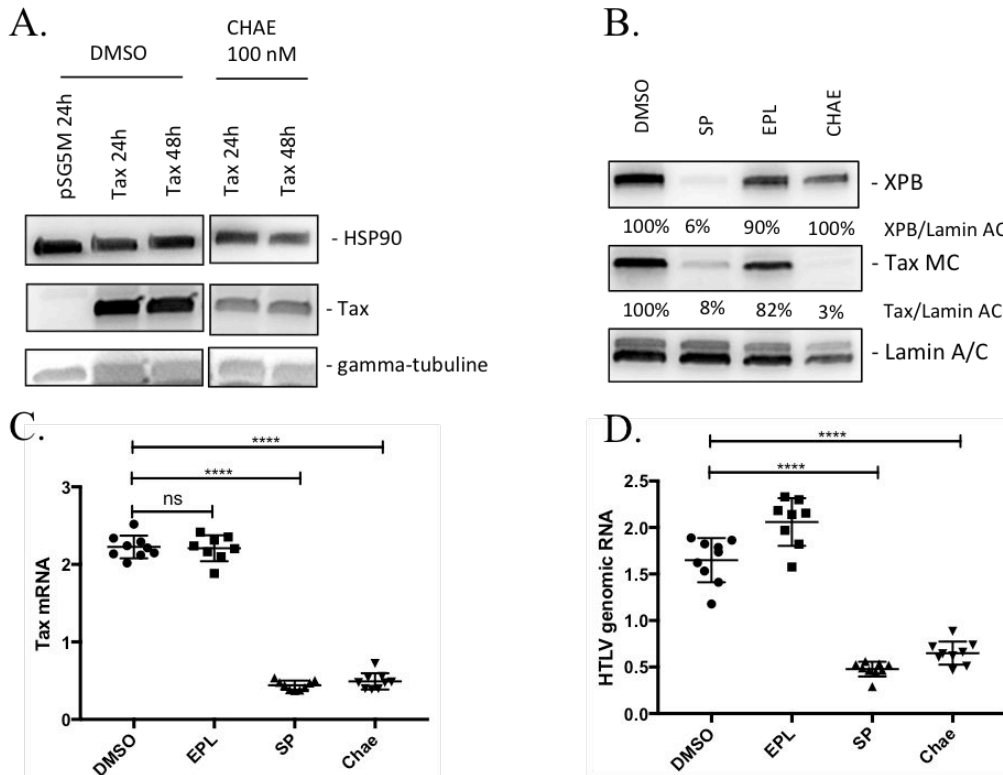 A.
DMSO
CHAE
100 nM
pSG5M 24h
Tax 24h
Tax 48h
Tax 24h
Tax 48h
- HSP90
- Tax
- gamma-tubuline
B.
DMSO
SP
EPL
CHAE
- XPB
100% 6% 90% 100% XPB/Lamin AC
- Tax MC
100% 8% 82% 3% Tax/Lamin AC
- Lamin A/C
C.
****
****
ns
Tax mRNA
3
2
1
0
DMSO
EPL
SP
Chae
D.
****
****
HTLV genomic RNA
2.5
2.0
1.5
1.0
0.5
0.0
DMSO
EPL
SP
Chae